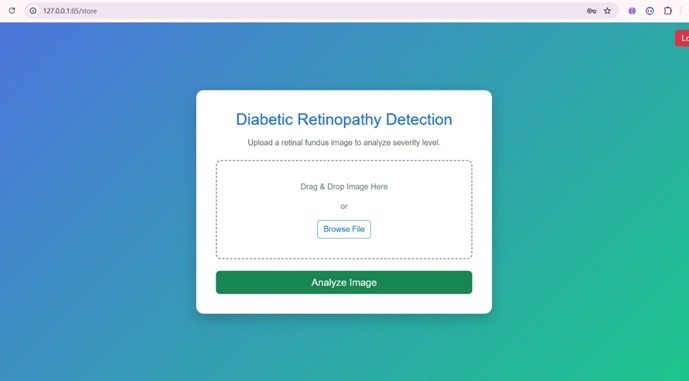 127.0.0.1:85/store
Lo
Diabetic Retinopathy Detection
Upload a retinal fundus image to analyze severity level.
Drag & Drop Image Here
or
Browse File
Analyze Image